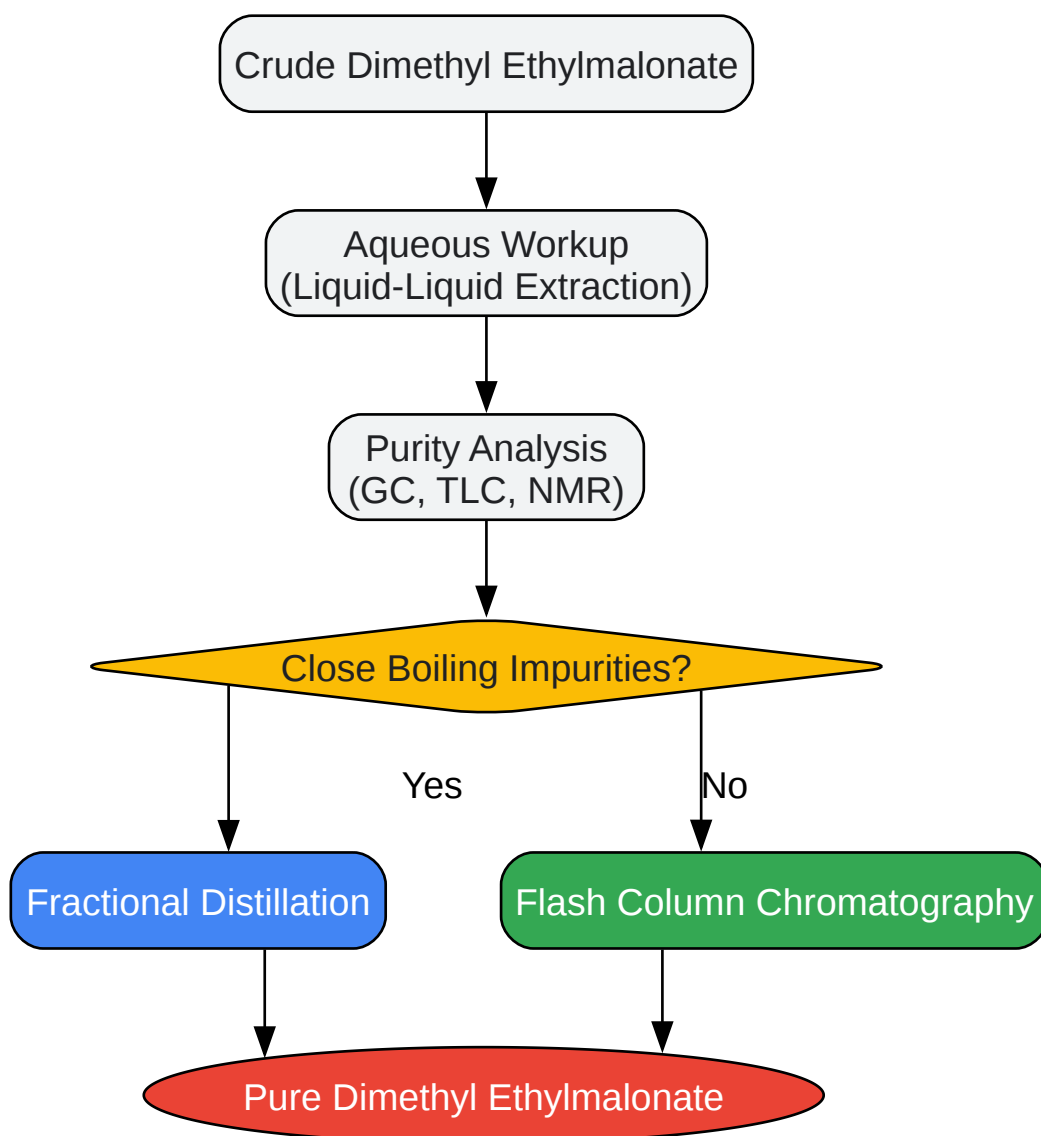 Crude Dimethyl Ethylmalonate
Aqueous Workup
(Liquid-Liquid Extraction)
Purity Analysis
(GC, TLC, NMR)
Close Boiling Impurities?
Yes
No
Fractional Distillation
Flash Column Chromatography
Pure Dimethyl Ethylmalonate